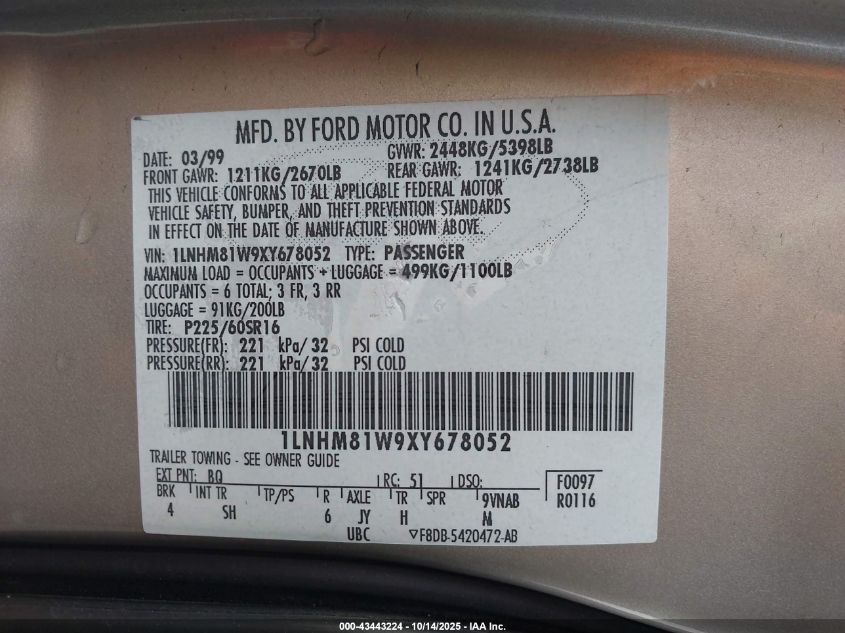 MFD. BY FORD MOTOR CO. IN U.S.A.
DATE: 03/99 GVWR: 2448KG/5398LB
FRONT GAWR: 1211KG/2670LB REAR GAWR: 1241KG/2738LB
THIS VEHICLE CONFORMS TO ALL APPLICABLE FEDERAL MOTOR
VEHICLE SAFETY, BUMPER, AND THEFT PREVENTION STANDARDS
IN EFFECT ON THE DATE OF MANUFACTURE SHOWN ABOVE.
VIN: 1LNHM81W9XY678052 TYPE: PASSENGER
MAXIMUM LOAD = OCCUPANTS + LUGGAGE = 499KG/1100LB
OCCUPANTS = 6 TOTAL; 3 FR, 3 RR
LUGGAGE = 91KG/200LB
TIRE: P225/60SR16
PRESSURE(FR): 221 kPa/32 PSI COLD
PRESSURE(RR): 221 kPa/32 PSI COLD
1LNHM81W9XY678052
TRAILER TOWING - SEE OWNER GUIDE
EXT PNT: BQ RC: 51 DSO: F0097
BRK INT TR TP/PS R AXLE TR SPR 9VNAB R0116
4 SH 6 JY H M
UBC ▽F8DB-5420472-AB
000-43443224 - 10/14/2025 - IAA Inc.